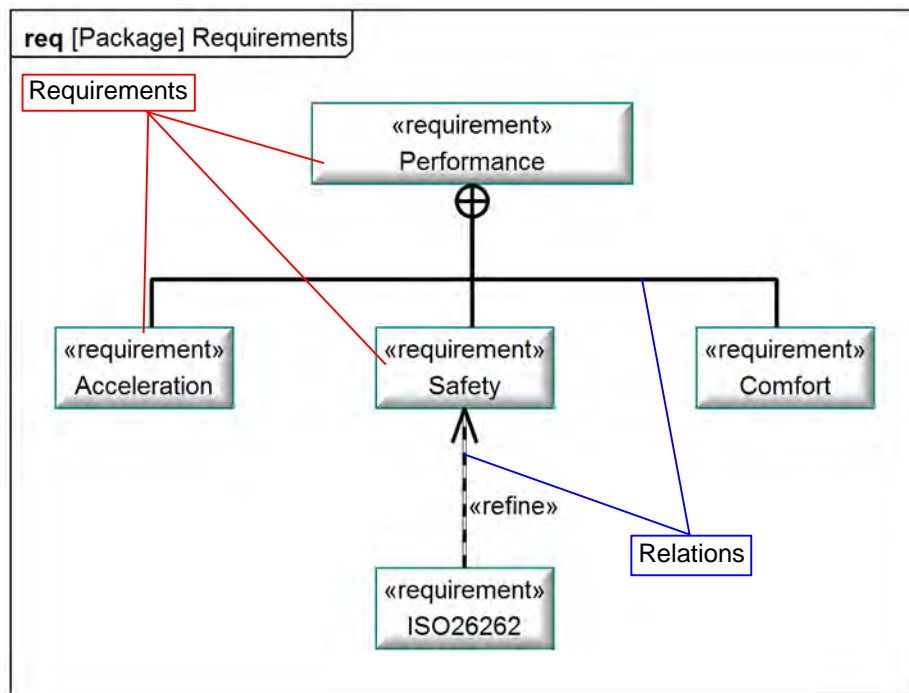 req [Package] Requirements
Requirements
«requirement»
Performance
«requirement»
Acceleration
«requirement»
Safety
«requirement»
Comfort
«refine»
Relations
«requirement»
ISO26262